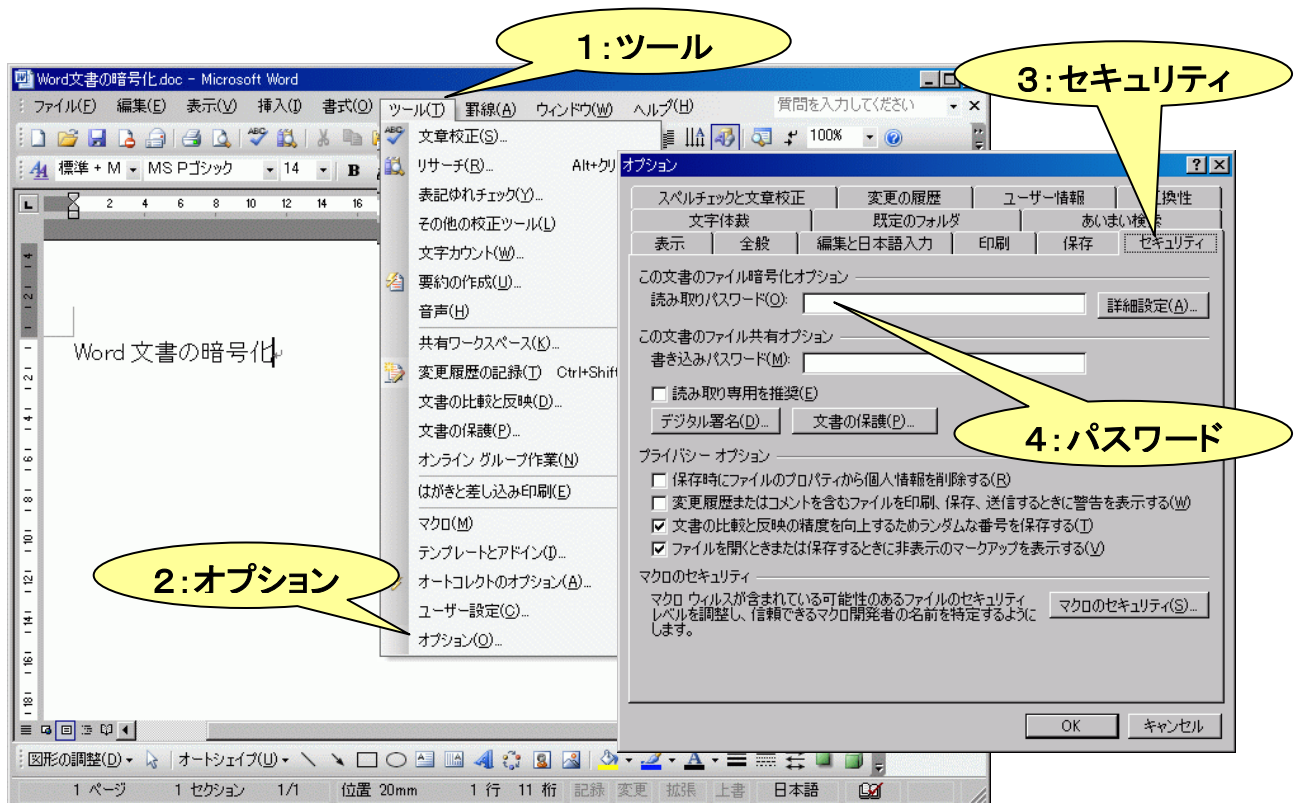 1：ツール
Word文書の暗号化.doc - Microsoft Word
3：セキュリティ
ファイル(F) 編集(E) 表示(V) 挿入(I) 書式(O) ツール(T) 罫線(A) ウィンドウ(W) ヘルプ(H) 質問を入力してください
100%
標準 + M MS Pゴシック 14 B
2 4 6 8 10 12 14 16
文章校正(S)...
リサーチ(R)... Alt+クリ
表記ゆれチェック(Y)...
その他の校正ツール(L)
文字カウント(W)...
要約の作成(U)...
音声(H)
共有ワークスペース(K)...
変更履歴の記録(T) Ctrl+Shift
文書の比較と反映(D)...
文書の保護(P)...
オンライン グループ作業(N)
はがきと差し込み印刷(E)
マクロ(M)
テンプレートとアドイン(I)...
オートコレクトのオプション(A)...
ユーザー設定(C)...
オプション(O)...
Word 文書の暗号化
2：オプション
オプション
スペルチェックと文章校正 変更の履歴 ユーザー情報 互換性
文字体裁 既定のフォルダ あいまい検索
表示 全般 編集と日本語入力 印刷 保存 セキュリティ
この文書のファイル暗号化オプション
読み取りパスワード(O): 詳細設定(A)...
この文書のファイル共有オプション
書き込みパスワード(M):
読み取り専用を推奨(E)
デジタル署名(D)... 文書の保護(P)...
4：パスワード
プライバシー オプション
保存時にファイルのプロパティから個人情報を削除する(R)
変更履歴またはコメントを含むファイルを印刷、保存、送信するときに警告を表示する(W)
文書の比較と反映の精度を向上するためランダムな番号を保存する(T)
ファイルを開くときまたは保存するときに非表示のマークアップを表示する(V)
マクロのセキュリティ
マクロ ウィルスが含まれている可能性のあるファイルのセキュリティ
レベルを調整し、信頼できるマクロ開発者の名前を特定するように
します。
マクロのセキュリティ(S)...
OK キャンセル
図形の調整(D) オートシェイプ(U)
1 ページ 1 セクション 1/1 位置 20mm 1 行 11 桁 記録 変更 拡張 上書 日本語